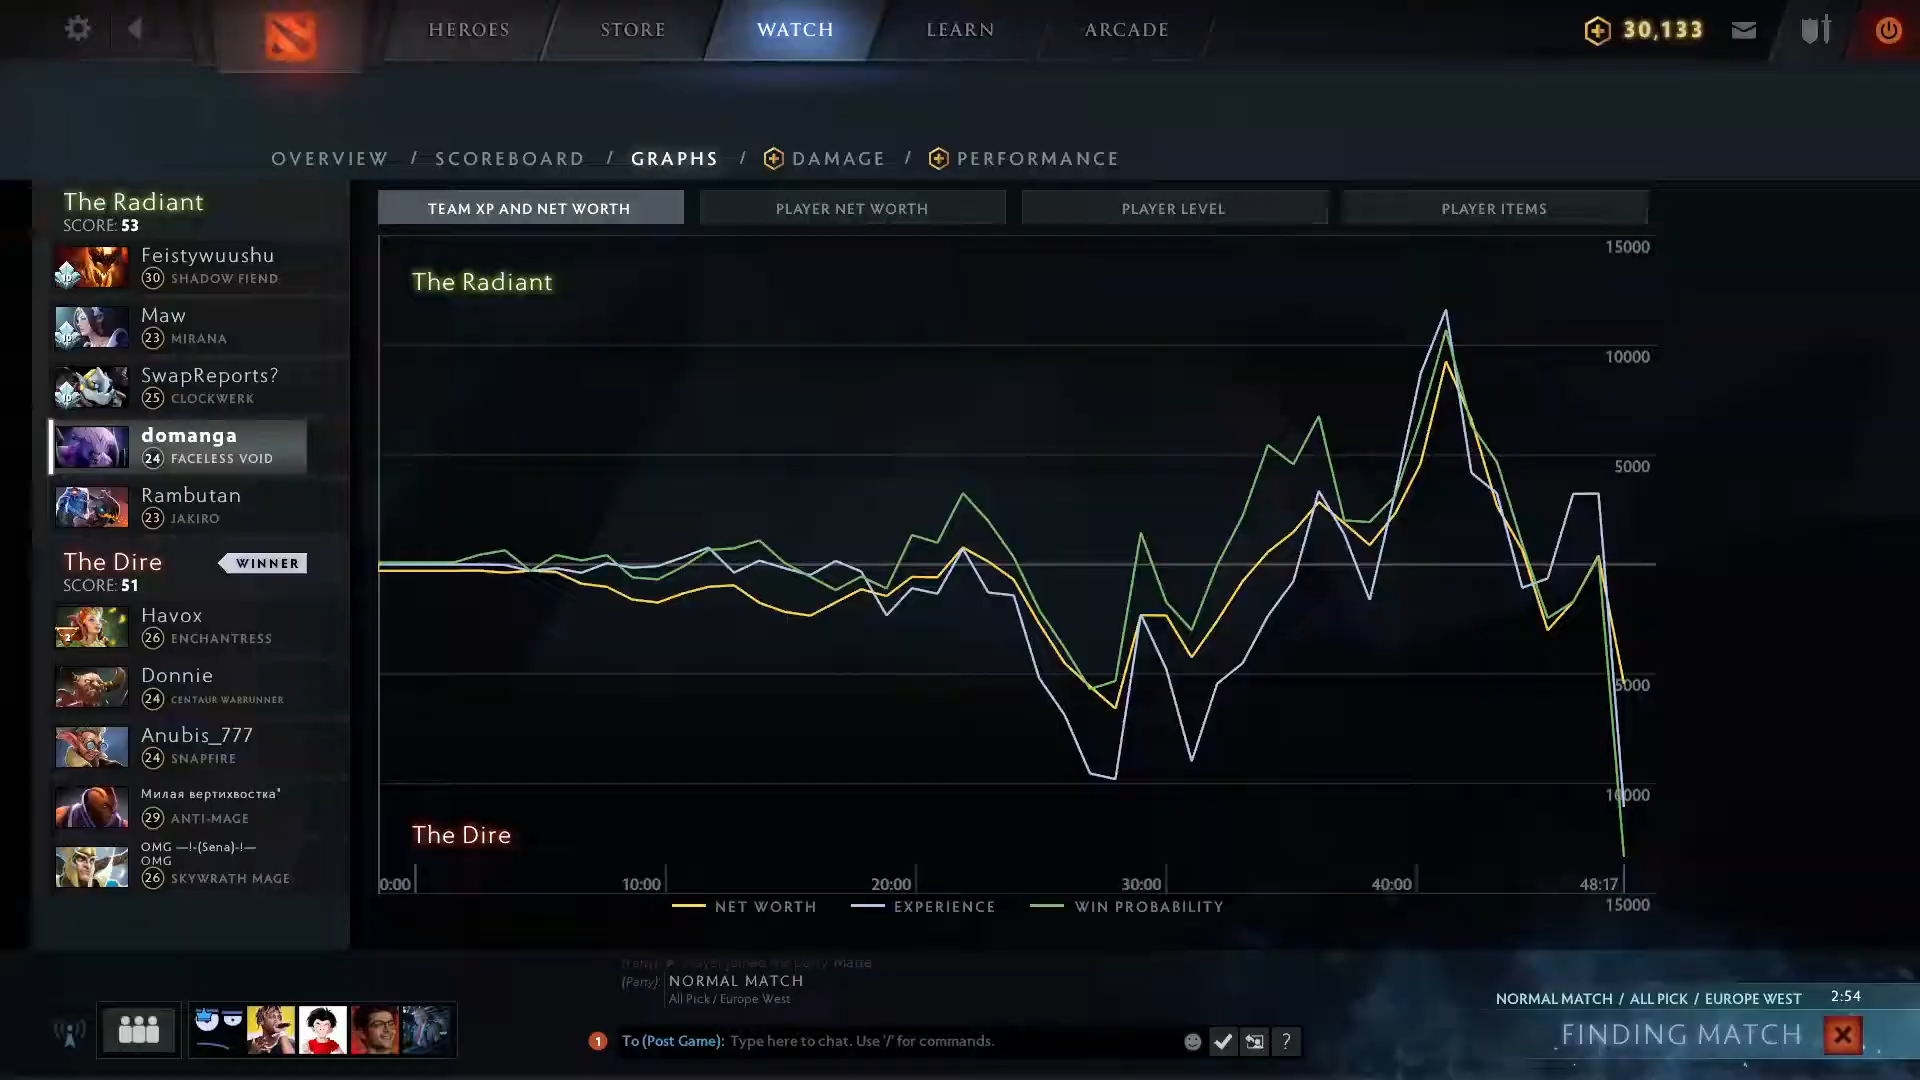 HEROES
STORE
WATCH
LEARN
ARCADE
30,133
OVERVIEW / SCOREBOARD / GRAPHS / DAMAGE / PERFORMANCE
The Radiant
SCORE: 53
Feistywuushu
30 SHADOW FIEND
Maw
23 MIRANA
SwapReports?
25 CLOCKWERK
domanga
24 FACELESS VOID
Rambutan
23 JAKIRO
The Dire
WINNER
SCORE: 51
Havox
26 ENCHANTRESS
Donnie
24 CENTAUR WARRUNNER
Anubis_777
24 SNAPFIRE
Милая вертихвостка*
29 ANTI-MAGE
OMG —!-(Sena)-!—
OMG
26 SKYWRATH MAGE
TEAM XP AND NET WORTH
PLAYER NET WORTH
PLAYER LEVEL
PLAYER ITEMS
The Radiant
15000
10000
5000
5000
10000
The Dire
0:00
10:00
20:00
30:00
40:00
48:17
15000
NET WORTH
EXPERIENCE
WIN PROBABILITY
(Party):
NORMAL MATCH
All Pick / Europe West
1
To (Post Game): Type here to chat. Use '/' for commands.
?
NORMAL MATCH / ALL PICK / EUROPE WEST
2:54
FINDING MATCH